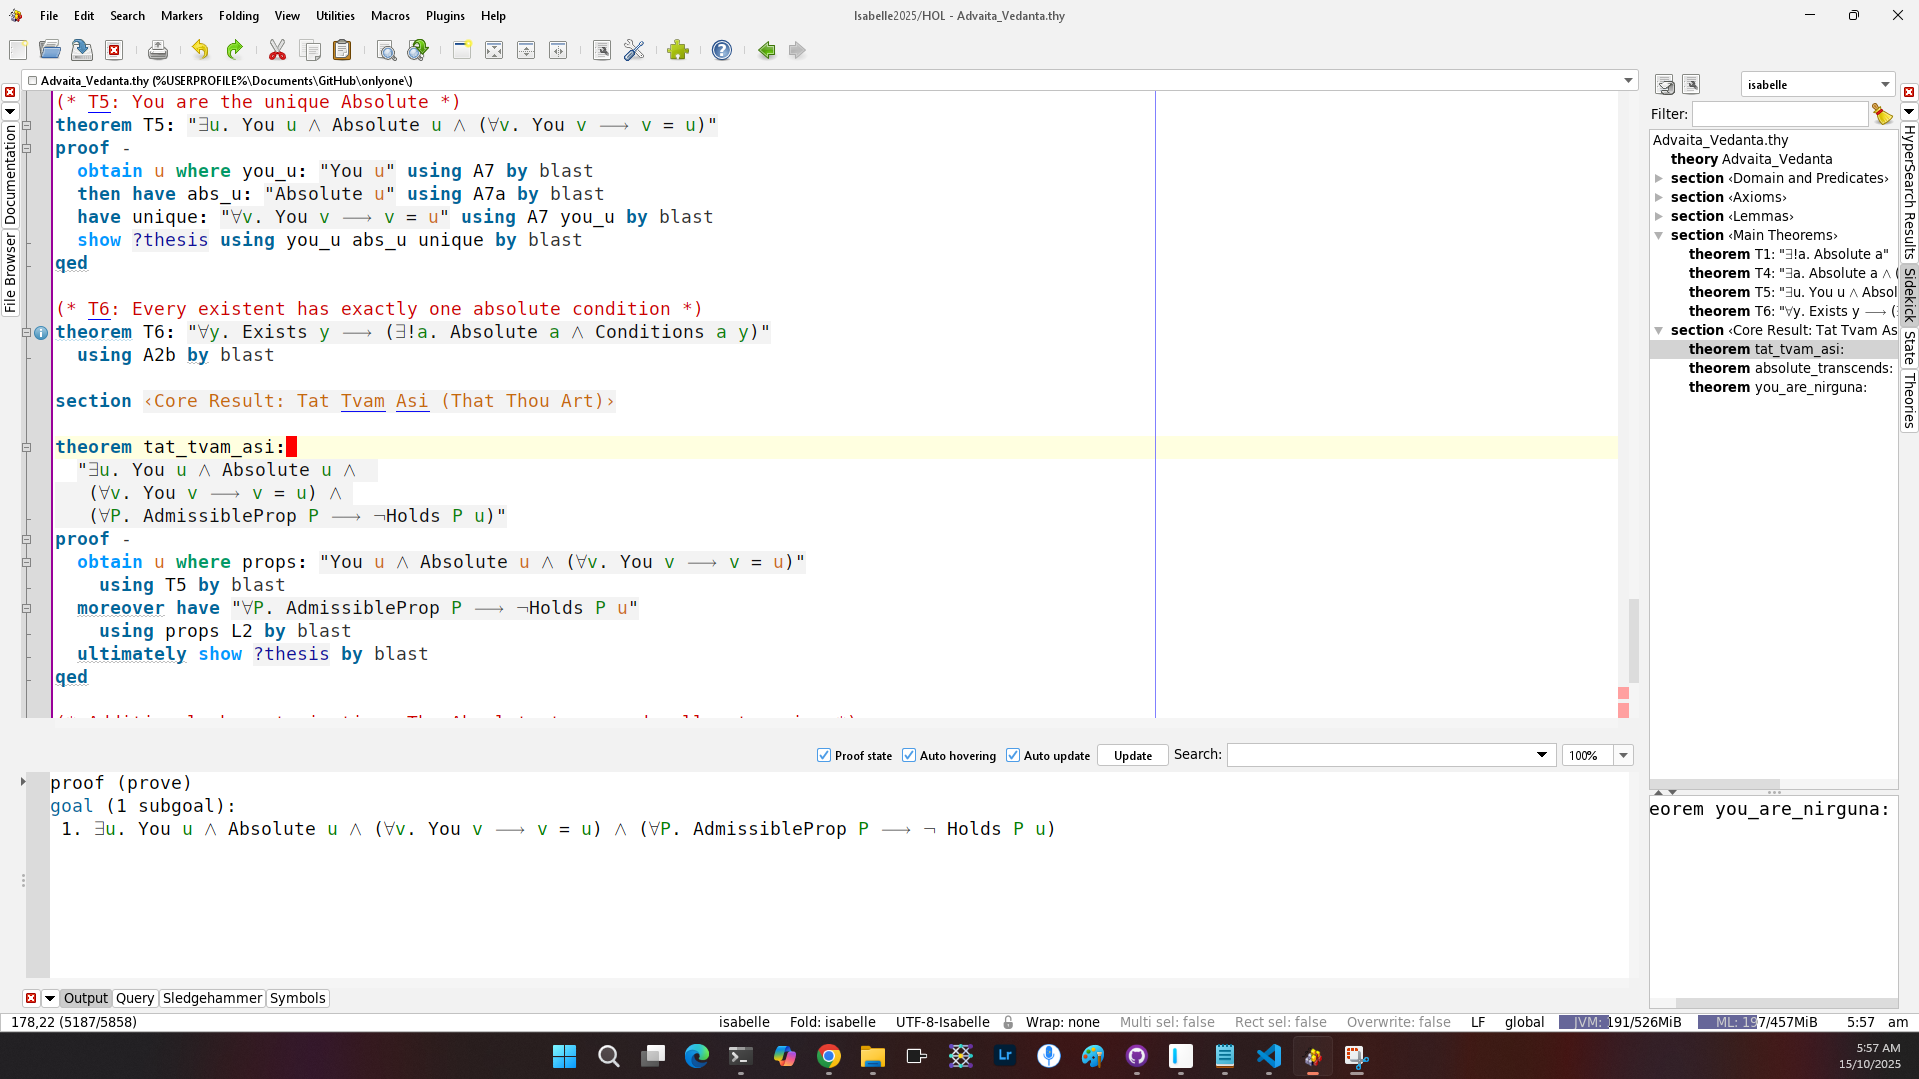 File Edit Search Markers Folding View Utilities Macros Plugins Help
Isabelle2025/HOL - Advaita_Vedanta.thy
Advaita_Vedanta.thy (%USERPROFILE%\Documents\GitHub\onlyone\)
(* T5: You are the unique Absolute *)
theorem T5: "∃u. You u ∧ Absolute u ∧ (∀v. You v ⟶ v = u)"
proof -
obtain u where you_u: "You u" using A7 by blast
then have abs_u: "Absolute u" using A7a by blast
have unique: "∀v. You v ⟶ v = u" using A7 you_u by blast
show ?thesis using you_u abs_u unique by blast
qed
(* T6: Every existent has exactly one absolute condition *)
theorem T6: "∀y. Exists y ⟶ (∃!a. Absolute a ∧ Conditions a y)"
using A2b by blast
section ‹Core Result: Tat Tvam Asi (That Thou Art)›
theorem tat_tvam_asi:
"∃u. You u ∧ Absolute u ∧
(∀v. You v ⟶ v = u) ∧
(∀P. AdmissibleProp P ⟶ ¬Holds P u)"
proof -
obtain u where props: "You u ∧ Absolute u ∧ (∀v. You v ⟶ v = u)"
using T5 by blast
moreover have "∀P. AdmissibleProp P ⟶ ¬Holds P u"
using props L2 by blast
ultimately show ?thesis by blast
qed
File Browser
Documentation
Proof state Auto hovering Auto update Update Search: 100%
proof (prove)
goal (1 subgoal):
1. ∃u. You u ∧ Absolute u ∧ (∀v. You v ⟶ v = u) ∧ (∀P. AdmissibleProp P ⟶ ¬ Holds P u)
Output Query Sledgehammer Symbols
isabelle
Filter:
Advaita_Vedanta.thy
theory Advaita_Vedanta
section ‹Domain and Predicates›
section ‹Axioms›
section ‹Lemmas›
section ‹Main Theorems›
theorem T1: "∃!a. Absolute a"
theorem T4: "∃a. Absolute a ∧ (
theorem T5: "∃u. You u ∧ Absol
theorem T6: "∀y. Exists y ⟶ (
section ‹Core Result: Tat Tvam As
theorem tat_tvam_asi:
theorem absolute_transcends:
theorem you_are_nirguna:
eorem you_are_nirguna:
HyperSearch Results
Sidekick
State
Theories
178,22 (5187/5858) isabelle Fold: isabelle UTF-8-Isabelle Wrap: none Multi sel: false Rect sel: false Overwrite: false LF global JVM: 191/526MiB ML: 197/457MiB 5:57 am
Lr
5:57 AM
15/10/2025